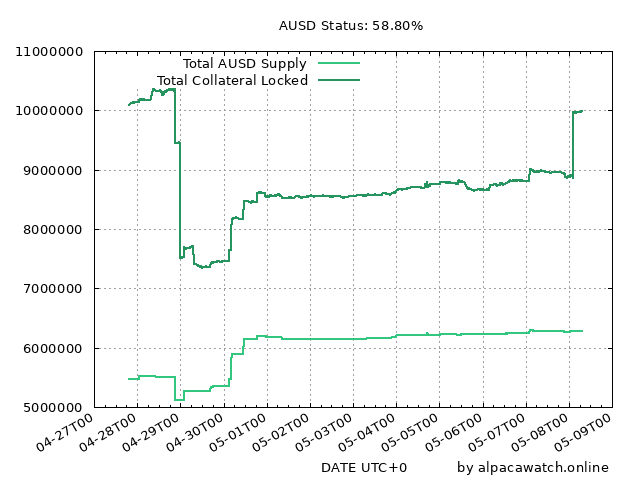 AUSD Status: 58.80%
11000000
Total AUSD Supply
Total Collateral Locked
10000000
9000000
8000000
7000000
6000000
5000000
04-27T00
04-28T00
04-29T00
04-30T00
05-01T00
05-02T00
05-03T00
05-04T00
05-05T00
05-06T00
05-07T00
05-08T00
05-09T00
DATE UTC+0
by alpacawatch.online